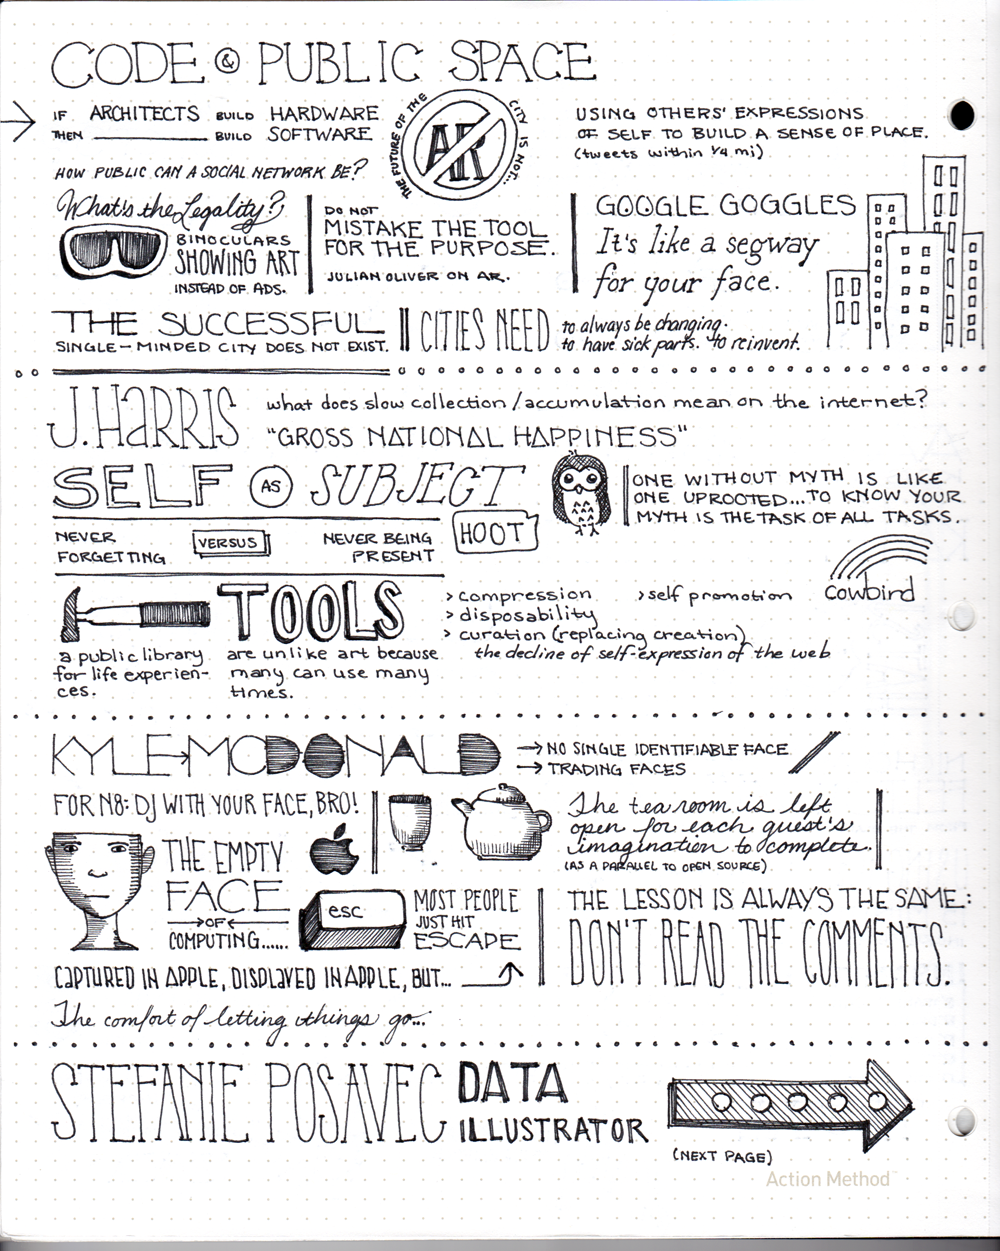 CODE & PUBLIC SPACE
IF ARCHITECTS BUILD HARDWARE
THEN ________ BUILD SOFTWARE
THE FUTURE OF THE CITY IS NOT...
AR
USING OTHERS' EXPRESSIONS
OF SELF TO BUILD A SENSE OF PLACE.
(tweets within 1/4 mi)
HOW PUBLIC CAN A SOCIAL NETWORK BE?
What's the Legality?
BINOCULARS
SHOWING ART
INSTEAD OF ADS.
DO NOT
MISTAKE THE TOOL
FOR THE PURPOSE.
JULIAN OLIVER ON AR.
GOOGLE GOGGLES
It's like a segway
for your face.
THE SUCCESSFUL
SINGLE-MINDED CITY DOES NOT EXIST.
CITIES NEED
to always be changing.
to have sick parts. to reinvent.
J. HARRIS
what does slow collection/accumulation mean on the internet?
"GROSS NATIONAL HAPPINESS"
SELF AS SUBJECT
HOOT
ONE WITHOUT MYTH IS LIKE
ONE UPROOTED...TO KNOW YOUR
MYTH IS THE TASK OF ALL TASKS.
NEVER
FORGETTING
VERSUS
NEVER BEING
PRESENT
cowbird
TOOLS
a public library
for life experien-
ces.
are unlike art because
many can use many
times.
> compression
> self promotion
> disposability
> curation (replacing creation)
the decline of self-expression of the web
KYLE MCDONALD
→ NO SINGLE IDENTIFIABLE FACE
→ TRADING FACES
FOR N8: DJ WITH YOUR FACE, BRO!
The tea room is left
open for each guest's
imagination to complete.
(AS A PARALLEL TO OPEN SOURCE)
THE EMPTY
FACE
OF
COMPUTING......
esc
MOST PEOPLE
JUST HIT
ESCAPE
THE LESSON IS ALWAYS THE SAME:
DON'T READ THE COMMENTS.
CAPTURED IN APPLE, DISPLAYED IN APPLE, BUT...
The comfort of letting things go...
STEFANIE POSAVEC
DATA
ILLUSTRATOR
(NEXT PAGE)
Action Method™